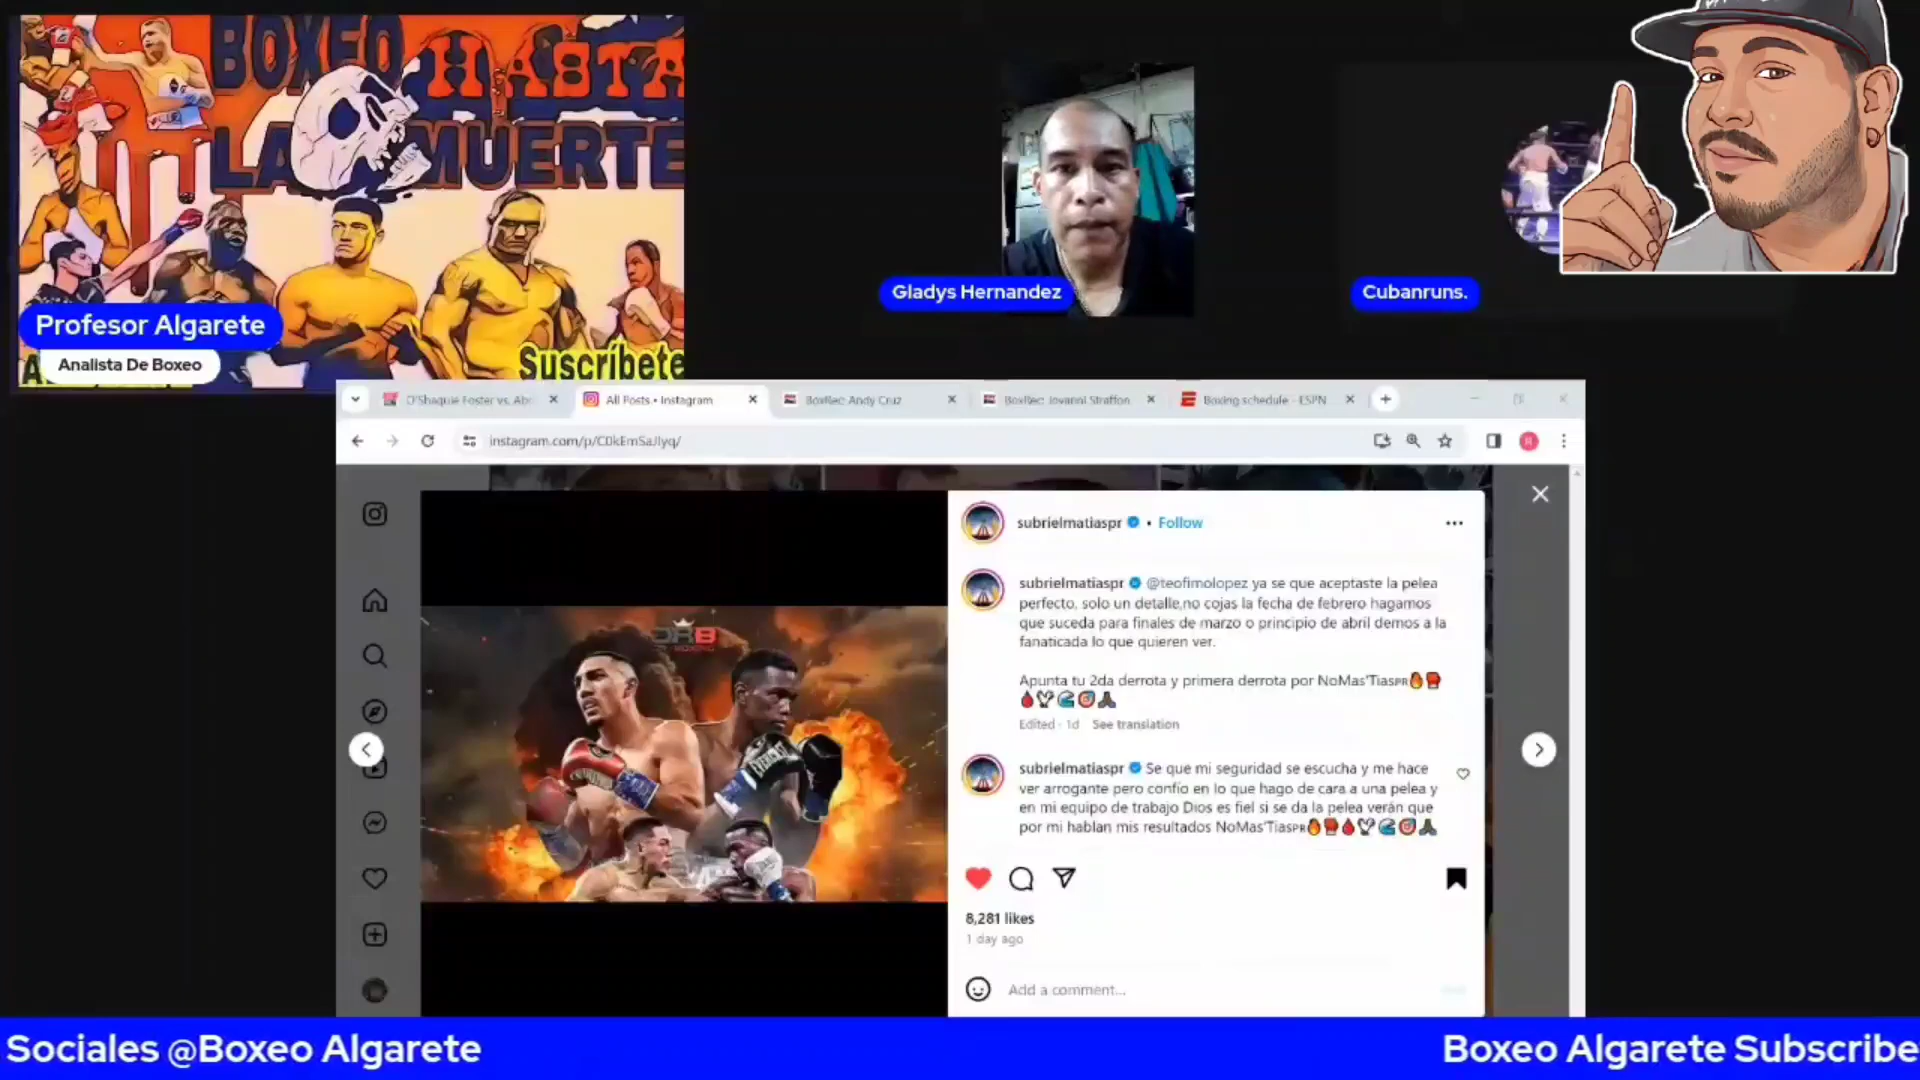 BOXEO
HASTA
LA MUERTE
Profesor Algarete
Analista De Boxeo
Suscríbete
Gladys Hernandez
Cubanruns.
O'Shaquie Foster vs. Abr
All Posts • Instagram
BoxRec: Andy Cruz
BoxRec: Jovanni Straffon
Boxing schedule - ESPN
instagram.com/p/C0kEmSaJlyq/
R
subrielmatiaspr • Follow
subrielmatiaspr @teofimolopez ya se que aceptaste la pelea
perfecto, solo un detalle,no cojas la fecha de febrero hagamos
que suceda para finales de marzo o principio de abril demos a la
fanaticada lo que quieren ver.
Apunta tu 2da derrota y primera derrota por NoMas'Tiaspr🔥🥊
🩸🕊🌊🎯🙏🏿
Edited · 1d See translation
subrielmatiaspr Se que mi seguridad se escucha y me hace
ver arrogante pero confio en lo que hago de cara a una pelea y
en mi equipo de trabajo Dios es fiel si se da la pelea verán que
por mi hablan mis resultados NoMas'Tiaspr🔥🥊🩸🕊🌊🎯🙏🏿
8,281 likes
1 day ago
Add a comment...
EVERLAST
Sociales @Boxeo Algarete
Boxeo Algarete Subscribe